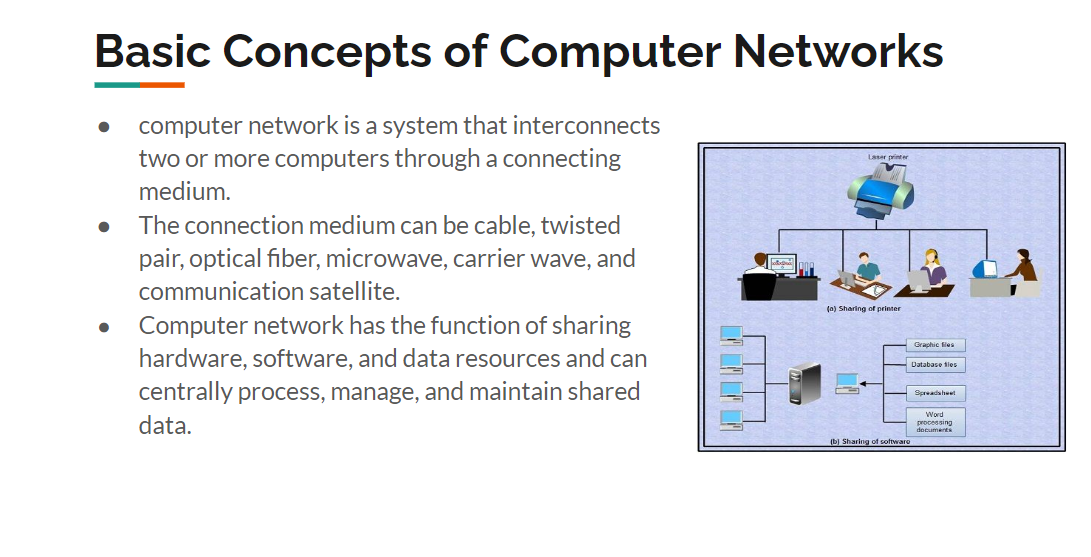 Basic Concepts of Computer Networks
● computer network is a system that interconnects
two or more computers through a connecting
medium.
● The connection medium can be cable, twisted
pair, optical fiber, microwave, carrier wave, and
communication satellite.
● Computer network has the function of sharing
hardware, software, and data resources and can
centrally process, manage, and maintain shared
data.
Laser printer
(a) Sharing of printer
Graphic files
Database files
Spreadsheet
Word
processing
documents
(b) Sharing of software